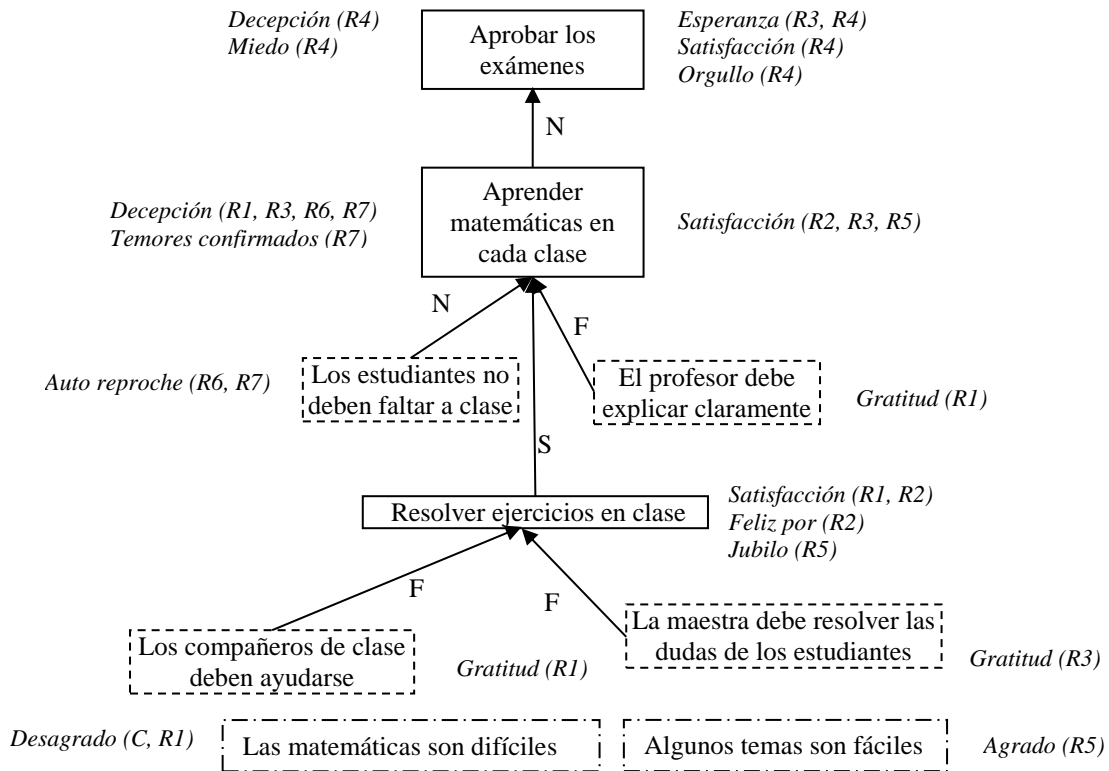 Decepción (R4)
Miedo (R4)
Aprobar los
exámenes
Esperanza (R3, R4)
Satisfacción (R4)
Orgullo (R4)
N
Decepción (R1, R3, R6, R7)
Temores confirmados (R7)
Aprender
matemáticas en
cada clase
Satisfacción (R2, R3, R5)
N
F
Auto reproche (R6, R7)
Los estudiantes no
deben faltar a clase
El profesor debe
explicar claramente
Gratitud (R1)
S
Resolver ejercicios en clase
Satisfacción (R1, R2)
Feliz por (R2)
Jubilo (R5)
F
F
Los compañeros de clase
deben ayudarse
Gratitud (R1)
La maestra debe resolver las
dudas de los estudiantes
Gratitud (R3)
Desagrado (C, R1)
Las matemáticas son difíciles
Algunos temas son fáciles
Agrado (R5)